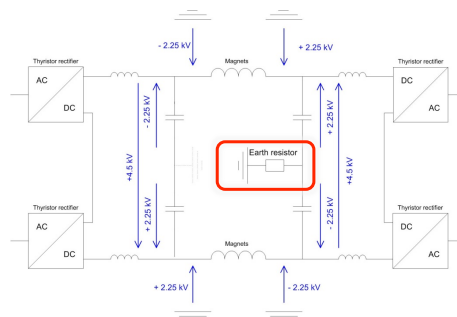 - 2.25 kV
+ 2.25 kV
Thyristor rectifier
Magnets
Thyristor rectifier
AC
DC
DC
AC
- 2.25 kV
+ 2.25 kV
Earth resistor
+4.5 kV
+4.5 kV
+ 2.25 kV
- 2.25 kV
Thyristor rectifier
Magnets
Thyristor rectifier
AC
DC
DC
AC
+ 2.25 kV
- 2.25 kV